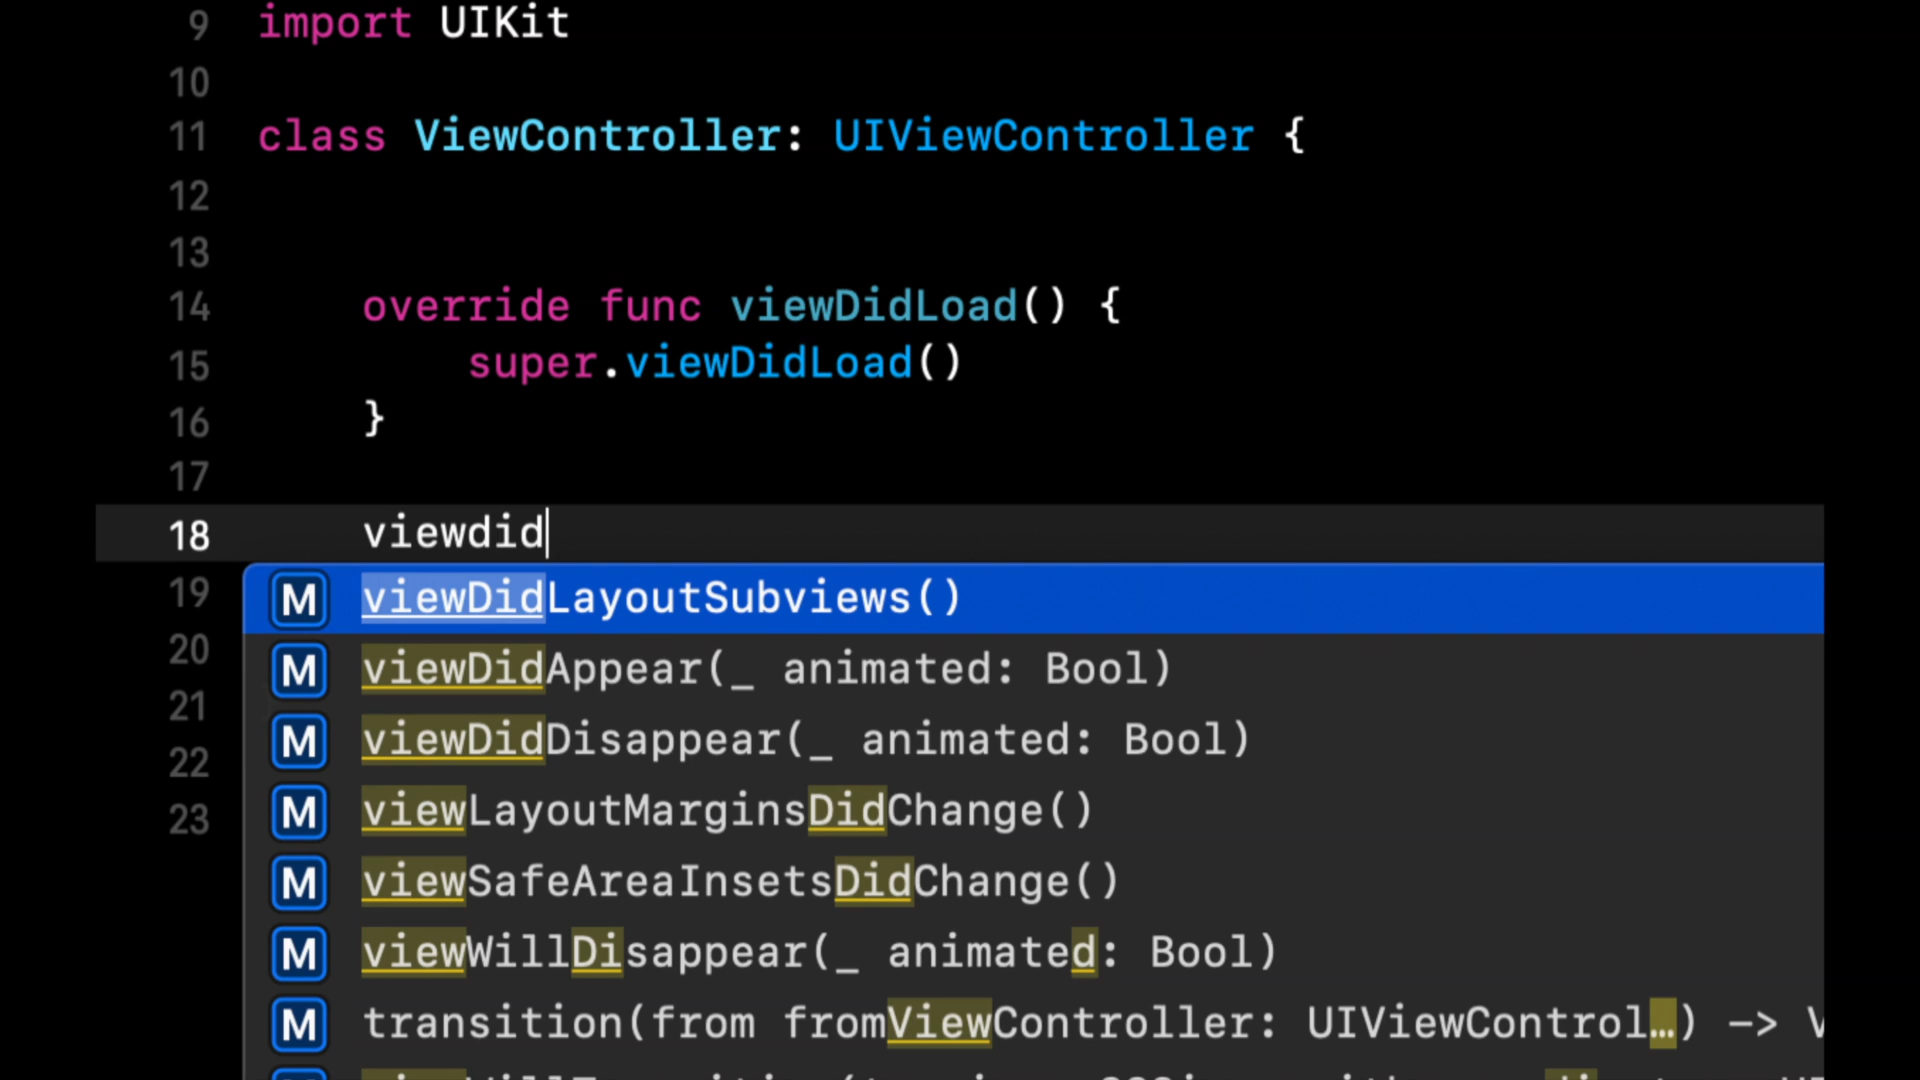 9 import UIKit
10
11 class ViewController: UIViewController {
12
13
14 override func viewDidLoad() {
15 super.viewDidLoad()
16 }
17
18 viewdid
19 M viewDidLayoutSubviews()
20 M viewDidAppear(_ animated: Bool)
21 M viewDidDisappear(_ animated: Bool)
22 M viewLayoutMarginsDidChange()
23 M viewSafeAreaInsetsDidChange()
M viewWillDisappear(_ animated: Bool)
M transition(from fromViewController: UIViewControl…) -> V